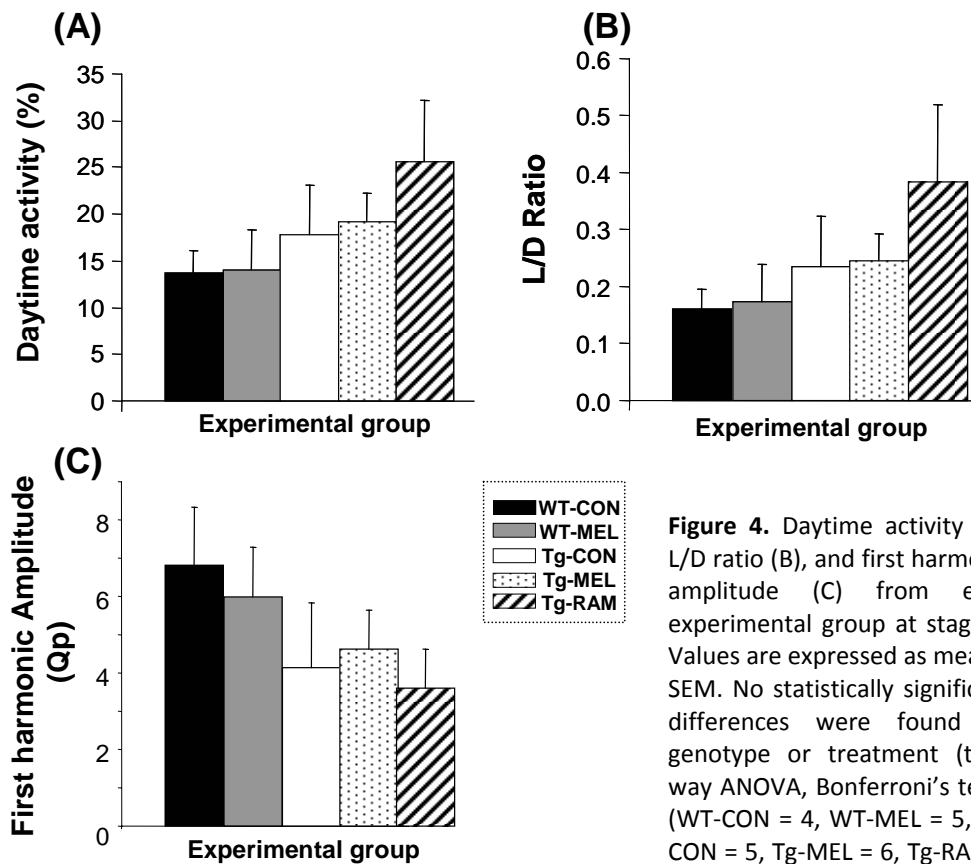 (A)
Daytime activity (%)
35
30
25
20
15
10
5
0
Experimental group
(B)
L/D Ratio
0.6
0.5
0.4
0.3
0.2
0.1
0.0
Experimental group
(C)
First harmonic Amplitude
(Qp)
8
6
4
2
0
Experimental group
WT-CON
WT-MEL
Tg-CON
Tg-MEL
Tg-RAM
Figure 4. Daytime activity
L/D ratio (B), and first harmo
amplitude (C) from e
experimental group at stag
Values are expressed as mea
SEM. No statistically signific
differences were found
genotype or treatment (t
way ANOVA, Bonferroni's te
(WT-CON = 4, WT-MEL = 5,
CON = 5, Tg-MEL = 6, Tg-RA